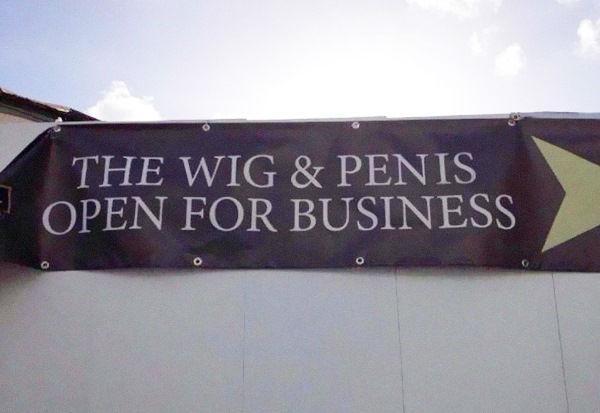 THE WIG & PENIS
OPEN FOR BUSINESS